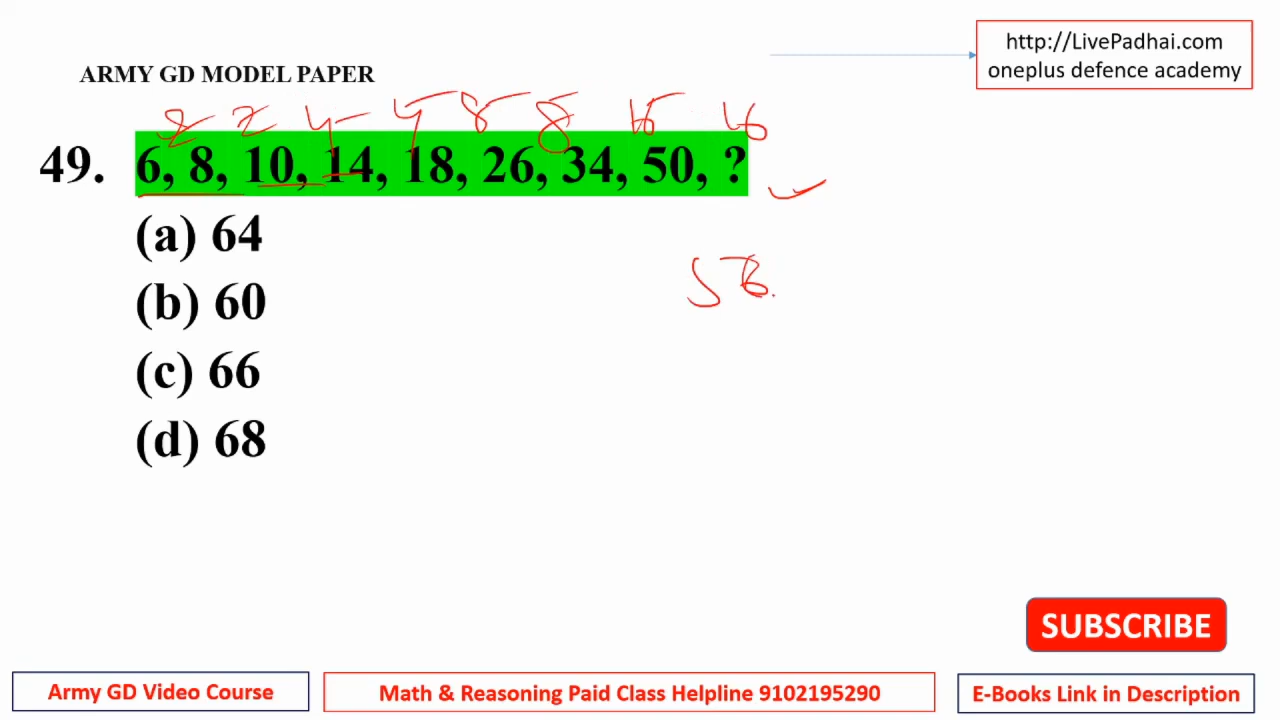 http://LivePadhai.com
oneplus defence academy
ARMY GD MODEL PAPER
2 2 4 4 8 8 16 16
49. 6, 8, 10, 14, 18, 26, 34, 50, ?
(a) 64
(b) 60
(c) 66
(d) 68
SUBSCRIBE
Army GD Video Course
Math & Reasoning Paid Class Helpline 9102195290
E-Books Link in Description